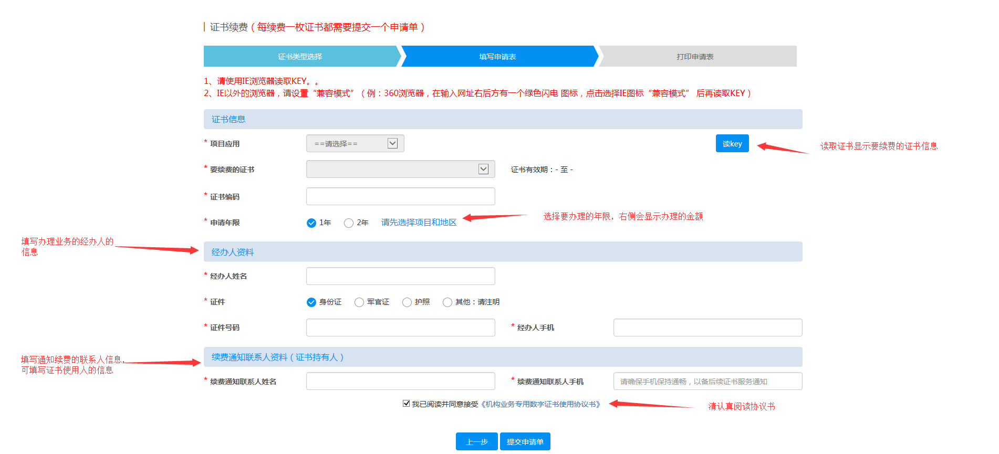 证书续费（每续费一枚证书都需要提交一个申请单）
证书类型选择 填写申请表 打印申请表
1、请使用IE浏览器读取KEY。。
2、IE以外的浏览器，请设置“兼容模式”（例：360浏览器，在输入网址右后方有一个绿色闪电 图标，点击选择IE图标“兼容模式” 后再读取KEY）
证书信息
* 项目应用 ==请选择== 读key 读取证书显示要续费的证书信息
* 要续费的证书 证书有效期：- 至 -
* 证书编码
* 申请年限 1年 2年 请先选择项目和地区 选择要办理的年限，右侧会显示办理的金额
填写办理业务的经办人的
信息
经办人资料
* 经办人姓名
* 证件 身份证 军官证 护照 其他：请注明
* 证件号码 * 经办人手机
填写通知续费的联系人信息，
可填写证书使用人的信息
续费通知联系人资料（证书持有人）
* 续费通知联系人姓名 * 续费通知联系人手机 请确保手机保持通畅，以备后续证书服务通知
我已阅读并同意接受《机构业务专用数字证书使用协议书》 请认真阅读协议书
上一步 提交申请单